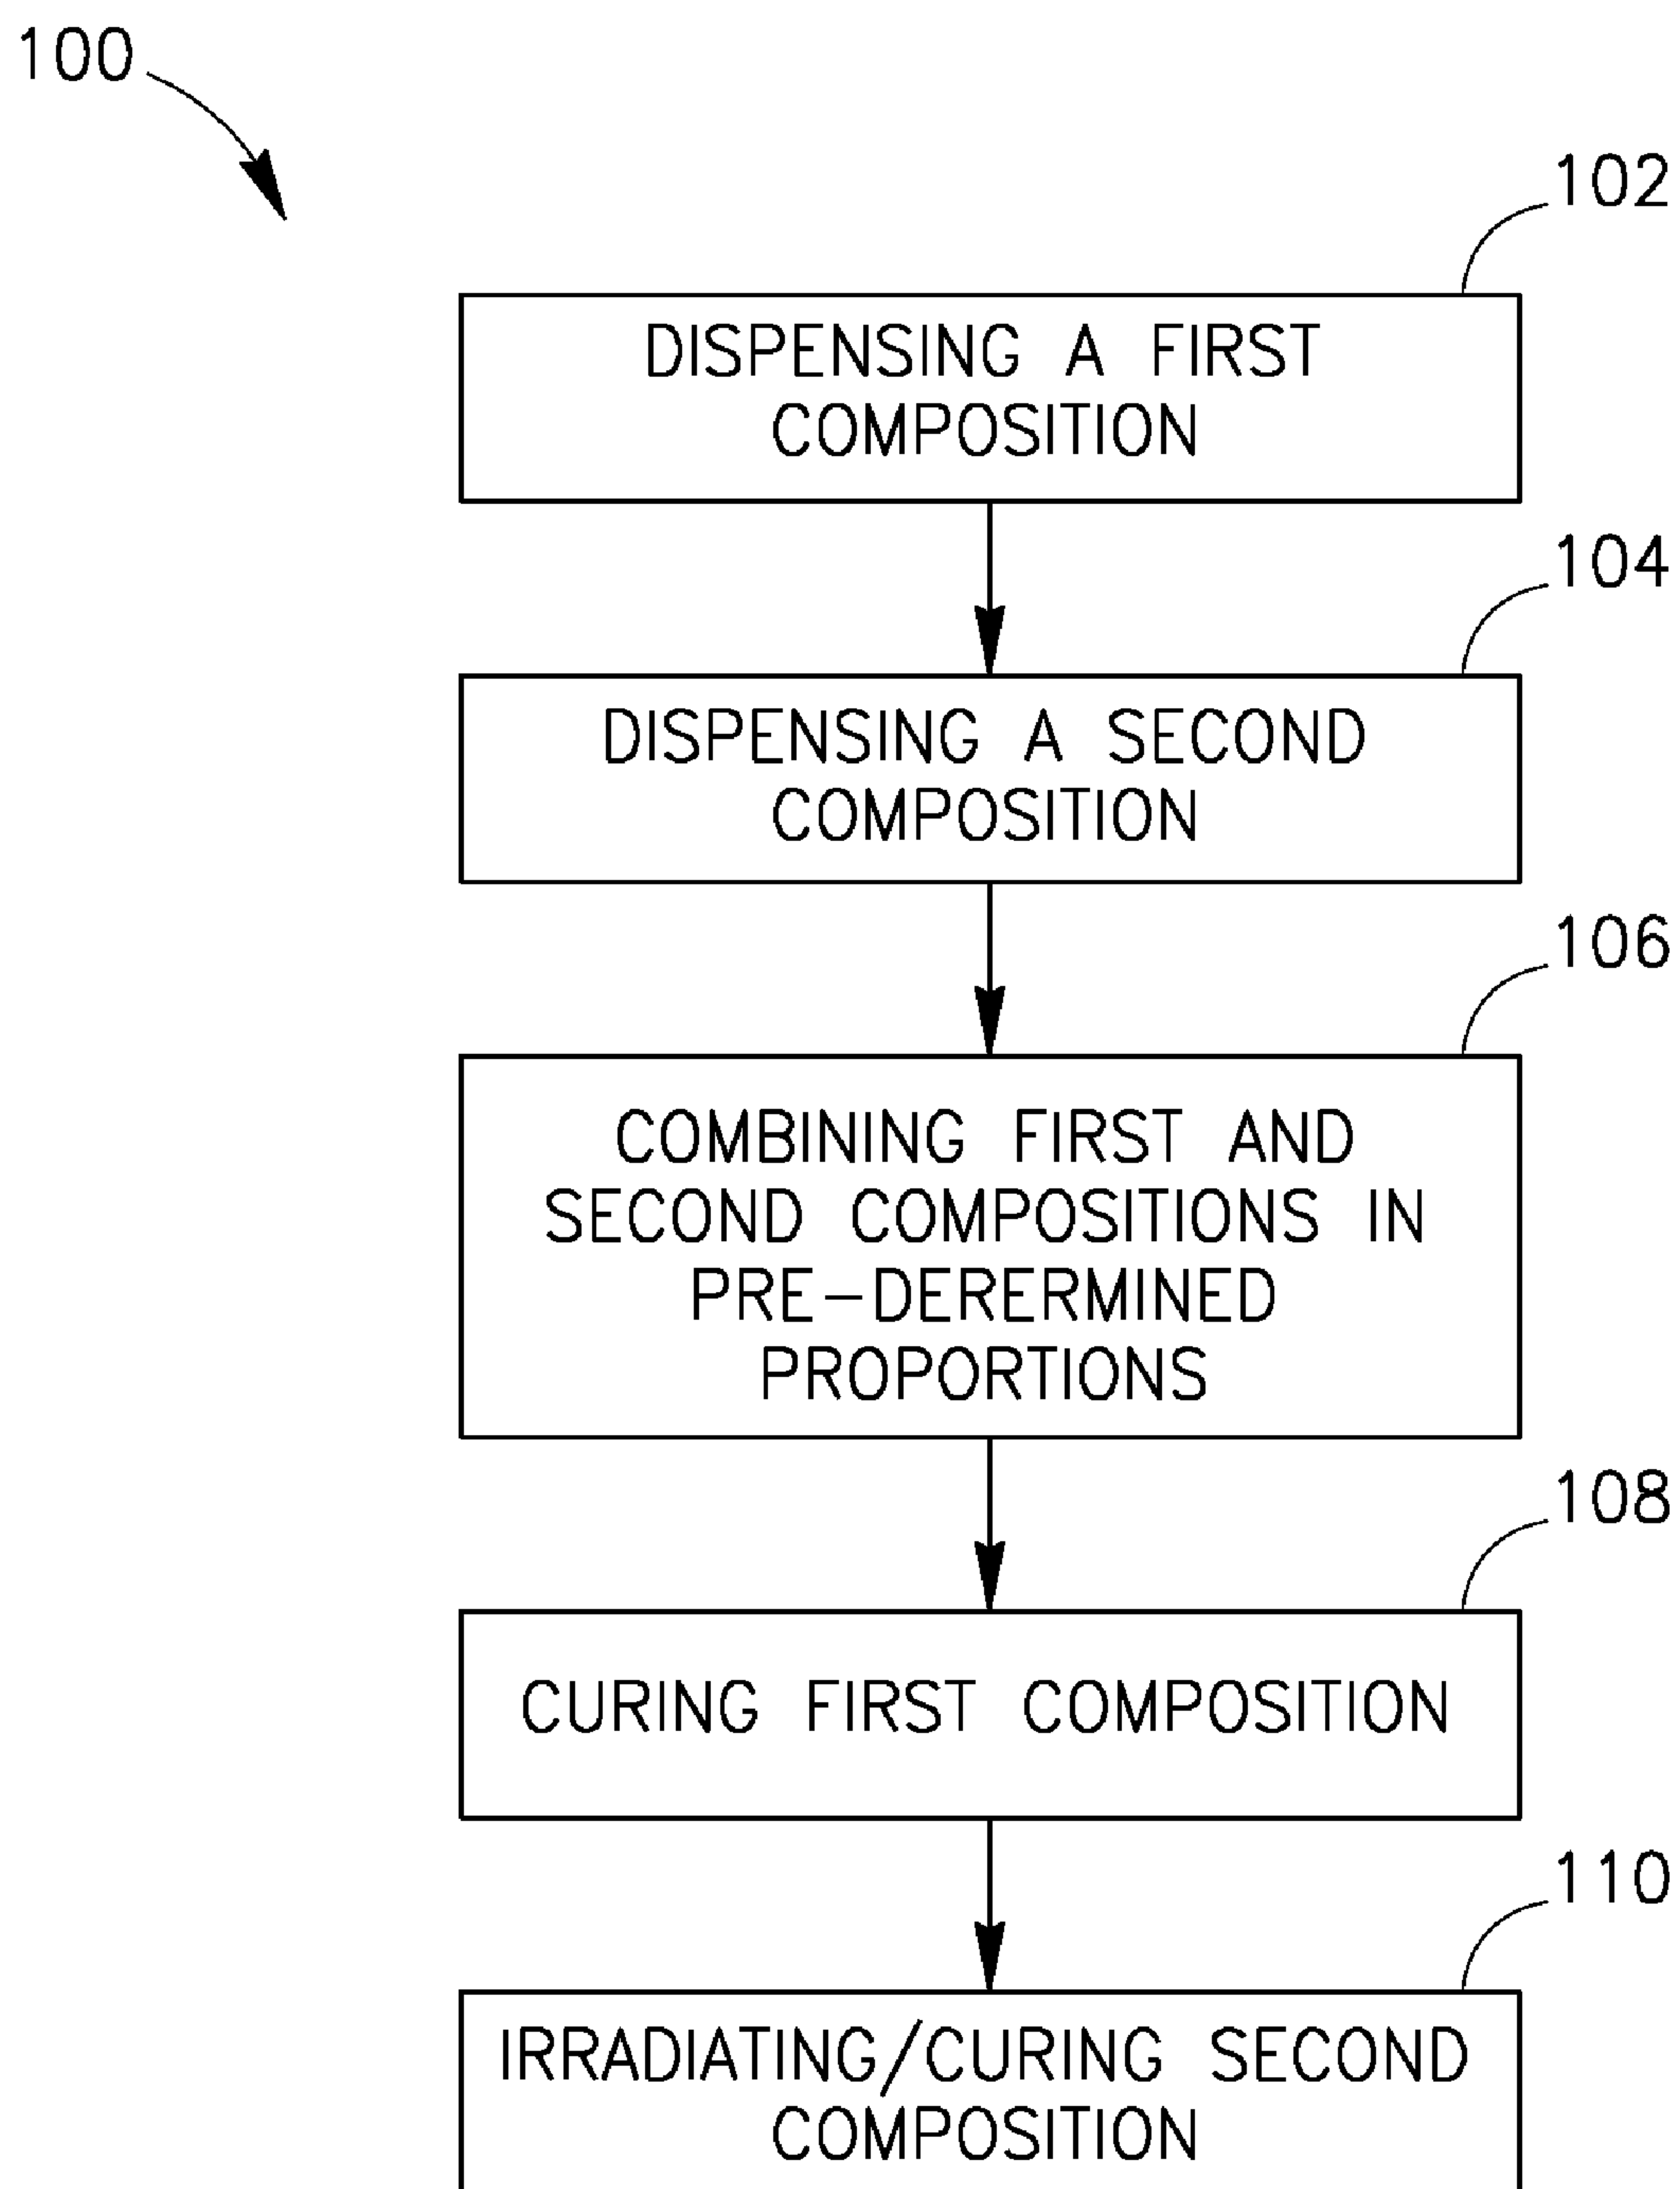 100
102
DISPENSING A FIRST
COMPOSITION
104
DISPENSING A SECOND
COMPOSITION
106
COMBINING FIRST AND
SECOND COMPOSITIONS IN
PRE-DERERMINED
PROPORTIONS
108
CURING FIRST COMPOSITION
110
IRRADIATING/CURING SECOND
COMPOSITION